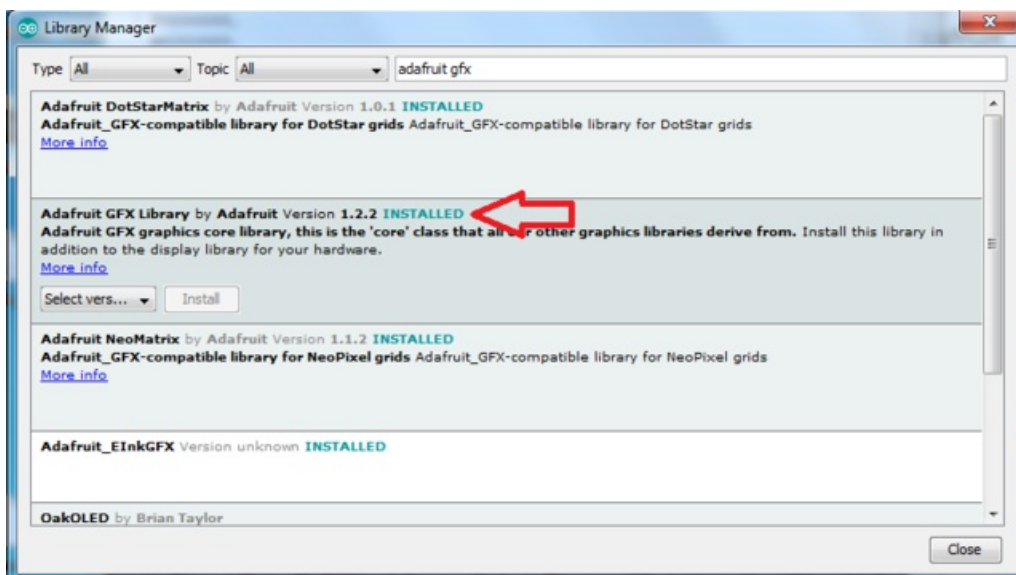 Library Manager
Type All Topic All adafruit gfx
Adafruit DotStarMatrix by Adafruit Version 1.0.1 INSTALLED
Adafruit_GFX-compatible library for DotStar grids Adafruit_GFX-compatible library for DotStar grids
More info
Adafruit GFX Library by Adafruit Version 1.2.2 INSTALLED
Adafruit GFX graphics core library, this is the 'core' class that all our other graphics libraries derive from. Install this library in
addition to the display library for your hardware.
More info
Select vers... Install
Adafruit NeoMatrix by Adafruit Version 1.1.2 INSTALLED
Adafruit_GFX-compatible library for NeoPixel grids Adafruit_GFX-compatible library for NeoPixel grids
More info
Adafruit_EInkGFX Version unknown INSTALLED
OakOLED by Brian Taylor
Close